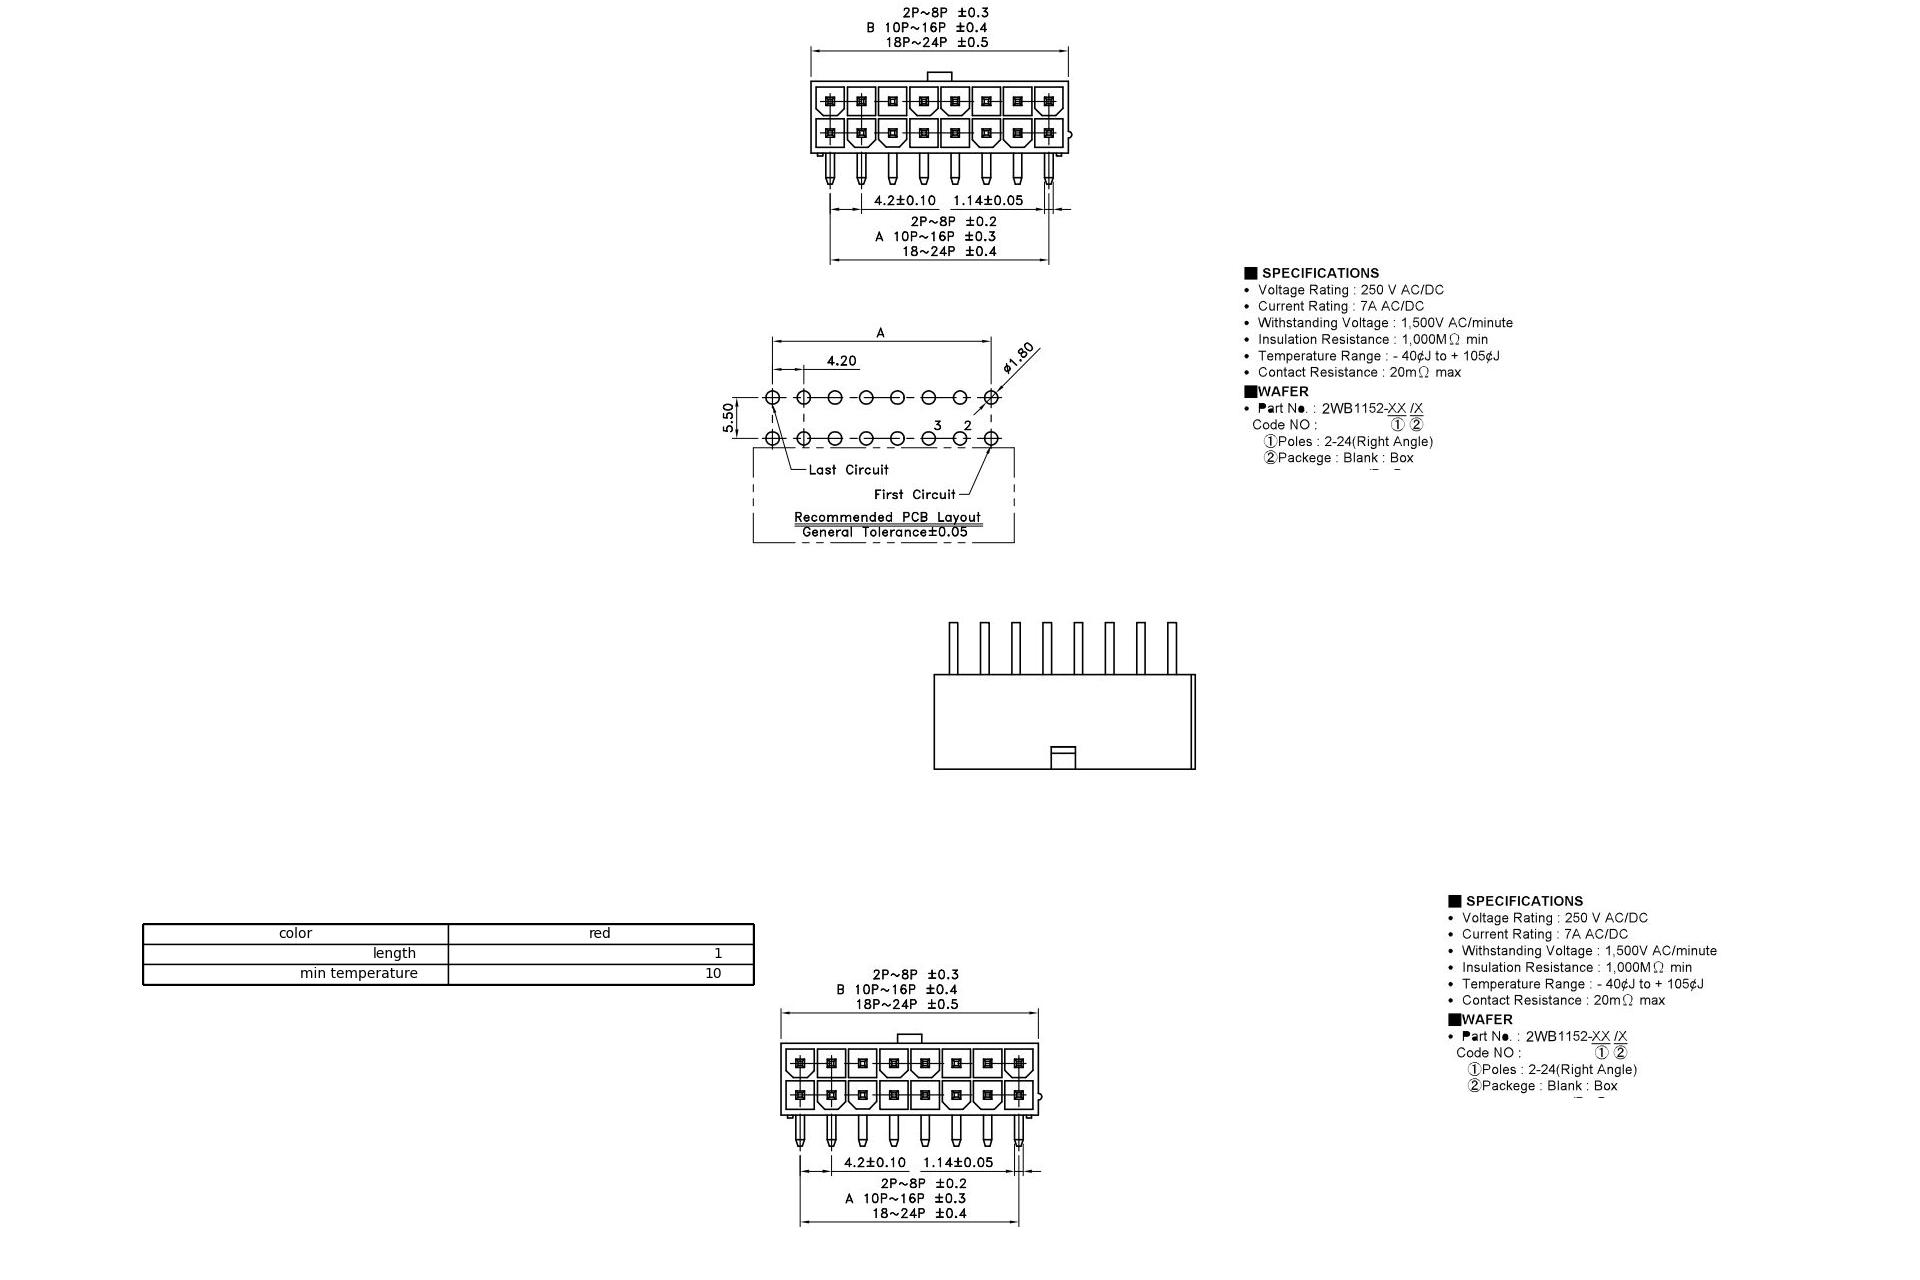 2P~8P ±0.3
B 10P~16P ±0.4
18P~24P ±0.5
4.2±0.10 1.14±0.05
2P~8P ±0.2
A 10P~16P ±0.3
18~24P ±0.4
■ SPECIFICATIONS
• Voltage Rating : 250 V AC/DC
• Current Rating : 7A AC/DC
• Withstanding Voltage : 1,500V AC/minute
• Insulation Resistance : 1,000MΩ min
• Temperature Range : - 40¢J to + 105¢J
• Contact Resistance : 20mΩ max
■WAFER
• Part No. : 2WB1152-XX /X
Code NO : ① ②
①Poles : 2-24(Right Angle)
②Packege : Blank : Box
A
4.20
ø1.80
5.50
3 2
Last Circuit
First Circuit
Recommended PCB Layout
General Tolerance±0.05
color red
length 1
min temperature 10
2P~8P ±0.3
B 10P~16P ±0.4
18P~24P ±0.5
4.2±0.10 1.14±0.05
2P~8P ±0.2
A 10P~16P ±0.3
18~24P ±0.4
■ SPECIFICATIONS
• Voltage Rating : 250 V AC/DC
• Current Rating : 7A AC/DC
• Withstanding Voltage : 1,500V AC/minute
• Insulation Resistance : 1,000MΩ min
• Temperature Range : - 40¢J to + 105¢J
• Contact Resistance : 20mΩ max
■WAFER
• Part No. : 2WB1152-XX /X
Code NO : ① ②
①Poles : 2-24(Right Angle)
②Packege : Blank : Box